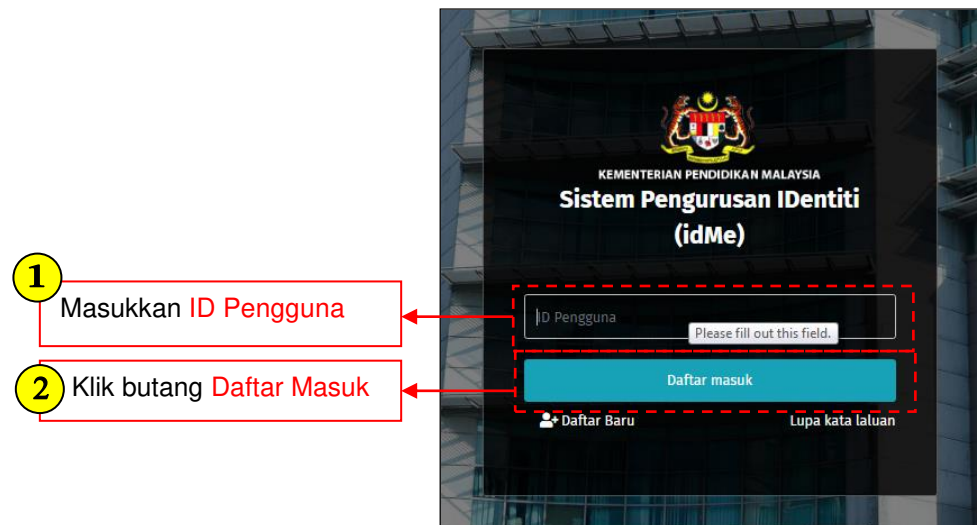 KEMENTERIAN PENDIDIKAN MALAYSIA
Sistem Pengurusan IDentiti
(idMe)
1
Masukkan ID Pengguna
ID Pengguna
Please fill out this field.
2
Klik butang Daftar Masuk
Daftar masuk
Daftar Baru
Lupa kata laluan